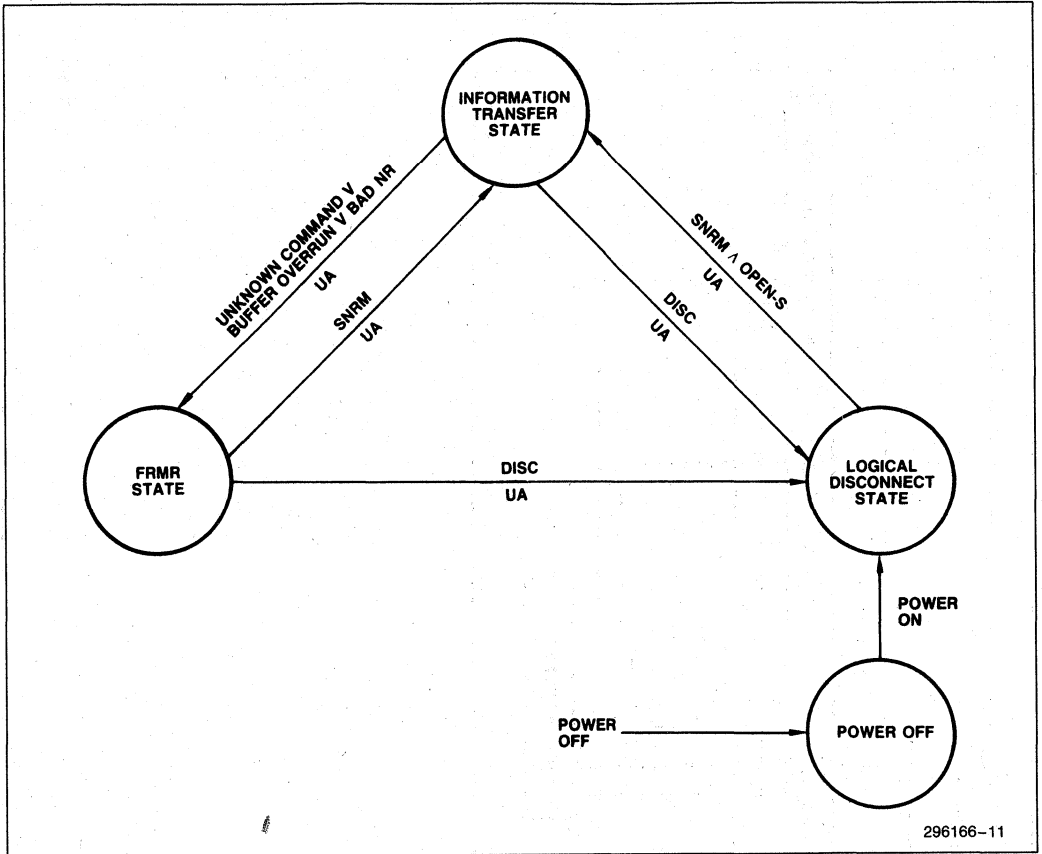 INFORMATION
TRANSFER
STATE
UNKNOWN COMMAND V
BUFFER OVERRUN V BAD NR
UA
SNRM
UA
SNRM ∧ OPEN-S
UA
DISC
UA
FRMR
STATE
DISC
UA
LOGICAL
DISCONNECT
STATE
POWER
ON
POWER
OFF
POWER OFF
296166-11